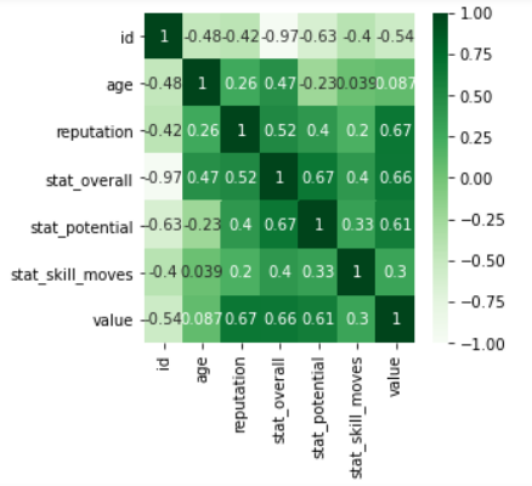 id 1 -0.48 -0.42 -0.97 -0.63 -0.4 -0.54
age -0.48 1 0.26 0.47 -0.23 0.039 0.087
reputation -0.42 0.26 1 0.52 0.4 0.2 0.67
stat_overall -0.97 0.47 0.52 1 0.67 0.4 0.66
stat_potential -0.63 -0.23 0.4 0.67 1 0.33 0.61
stat_skill_moves -0.4 0.039 0.2 0.4 0.33 1 0.3
value -0.54 0.087 0.67 0.66 0.61 0.3 1
id age reputation stat_overall stat_potential stat_skill_moves value
1.00
0.75
0.50
0.25
0.00
-0.25
-0.50
-0.75
-1.00